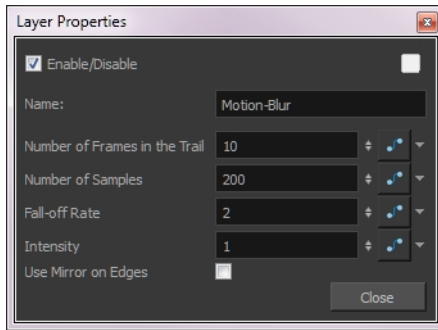 Layer Properties
Enable/Disable
Name: Motion-Blur
Number of Frames in the Trail 10
Number of Samples 200
Fall-off Rate 2
Intensity 1
Use Mirror on Edges
Close